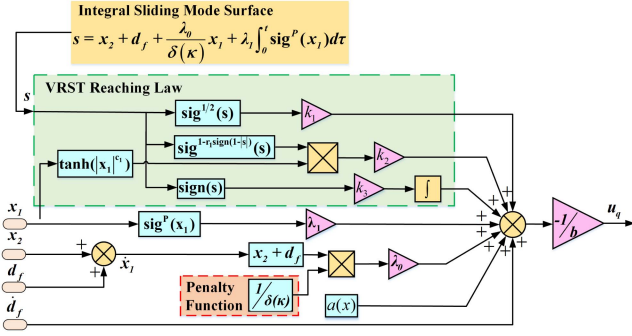 Integral Sliding Mode Surface
s = x₂ + d_f + λ₀/δ(κ) x₁ + λ₁∫₀ᵗ sigᴾ(x₁)dτ
VRST Reaching Law
s
sig^{1/2}(s)
k₁
sig^{1-r₁sign(1-|s|)}(s)
k₂
tanh(|x₁|^{c₁})
sign(s)
k₃
∫
x₁
sigᴾ(x₁)
λ₁
x₂
+
+
ẋ₁
x₂ + d_f
λ₀
d_f
Penalty
Function
1/δ(κ)
a(x)
ḋ_f
+
+
+
+
+
+
+
-1/b
u_q